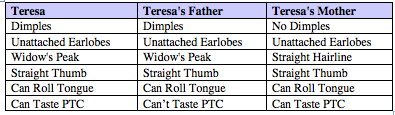 Teresa Teresa's Father Teresa's Mother
Dimples Dimples No Dimples
Unattached Earlobes Unattached Earlobes Unattached Earlobes
Widow's Peak Widow's Peak Straight Hairline
Straight Thumb Straight Thumb Straight Thumb
Can Roll Tongue Can Roll Tongue Can Roll Tongue
Can Taste PTC Can't Taste PTC Can Taste PTC